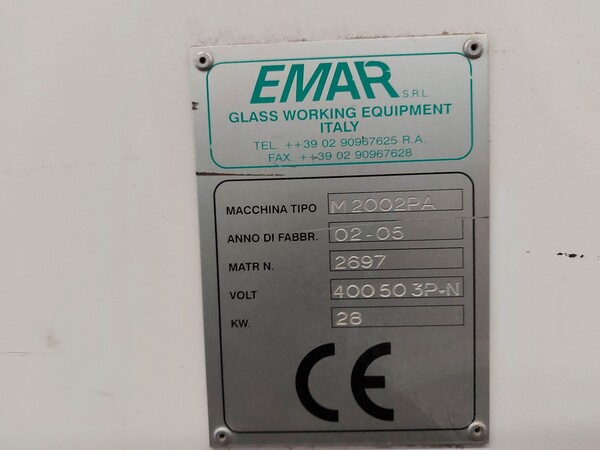 EMAR S.R.L.
GLASS WORKING EQUIPMENT
ITALY
TEL. ++39 02 90967625 R.A.
FAX. ++39 02 90967628
MACCHINA TIPO M2002PA
ANNO DI FABBR. 02-05
MATR N. 2697
VOLT 400 50 3P-N
KW. 28
CE